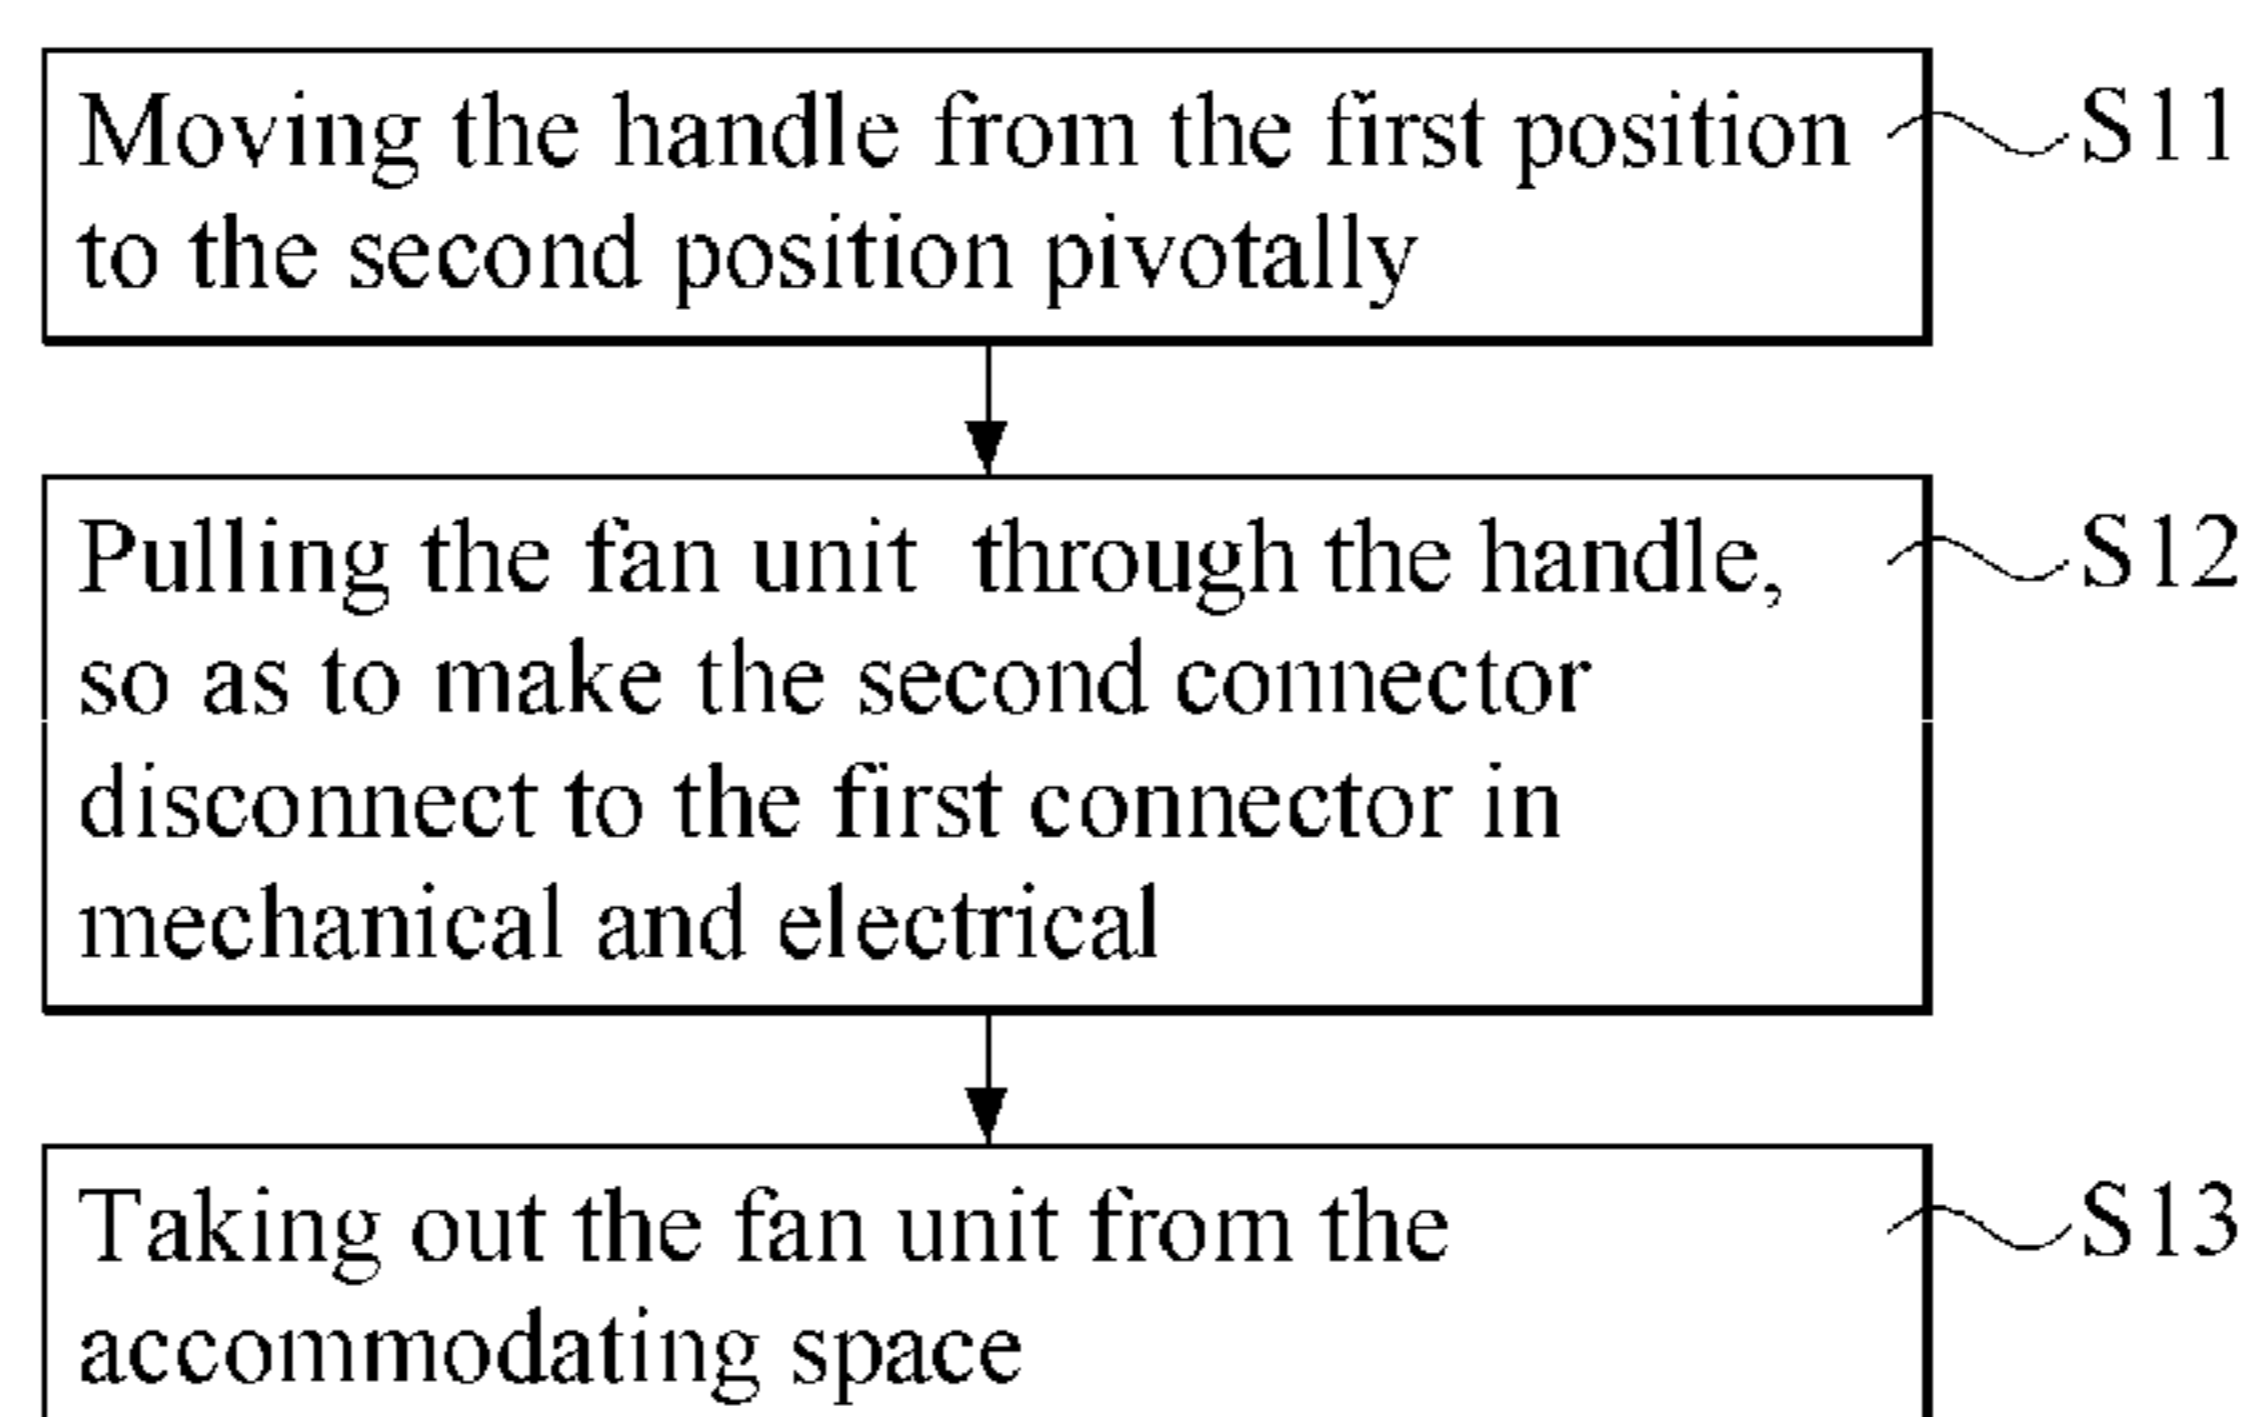 Moving the handle from the first position S11
to the second position pivotally
Pulling the fan unit through the handle, S12
so as to make the second connector
disconnect to the first connector in
mechanical and electrical
Taking out the fan unit from the S13
accommodating space